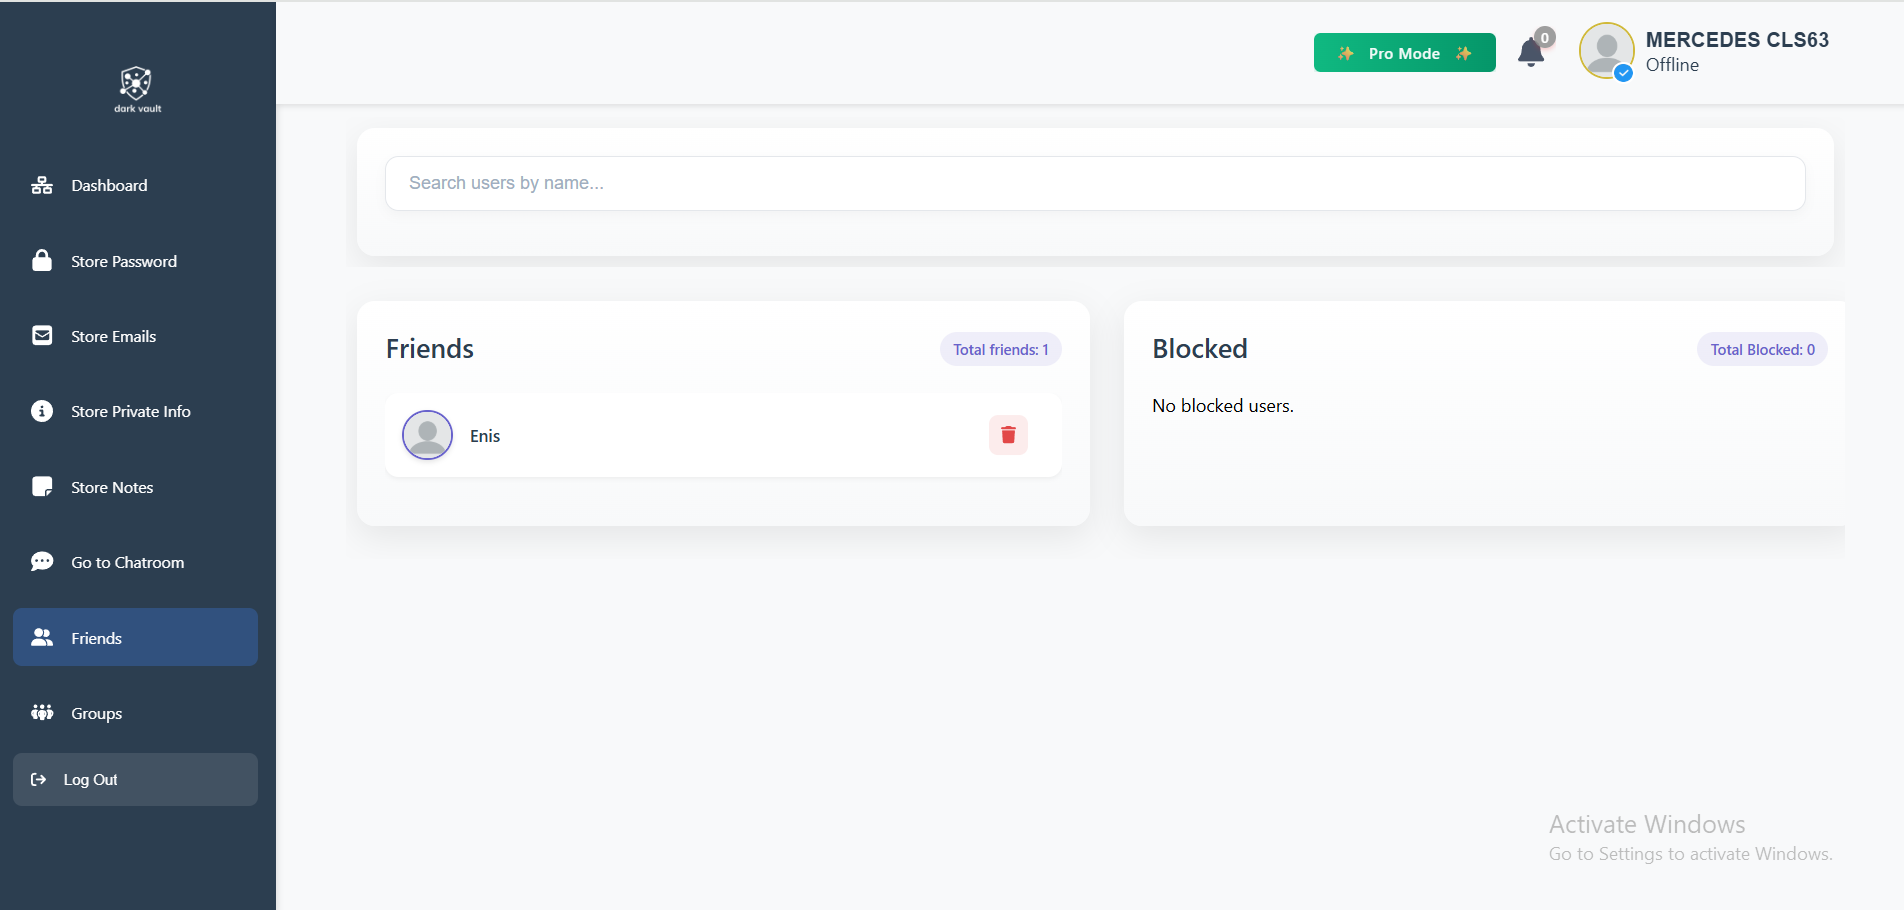 dark vault
Dashboard
Store Password
Store Emails
Store Private Info
Store Notes
Go to Chatroom
Friends
Groups
Log Out
✨ Pro Mode ✨
0
MERCEDES CLS63
Offline
Search users by name...
Friends
Total friends: 1
Enis
Blocked
Total Blocked: 0
No blocked users.
Activate Windows
Go to Settings to activate Windows.